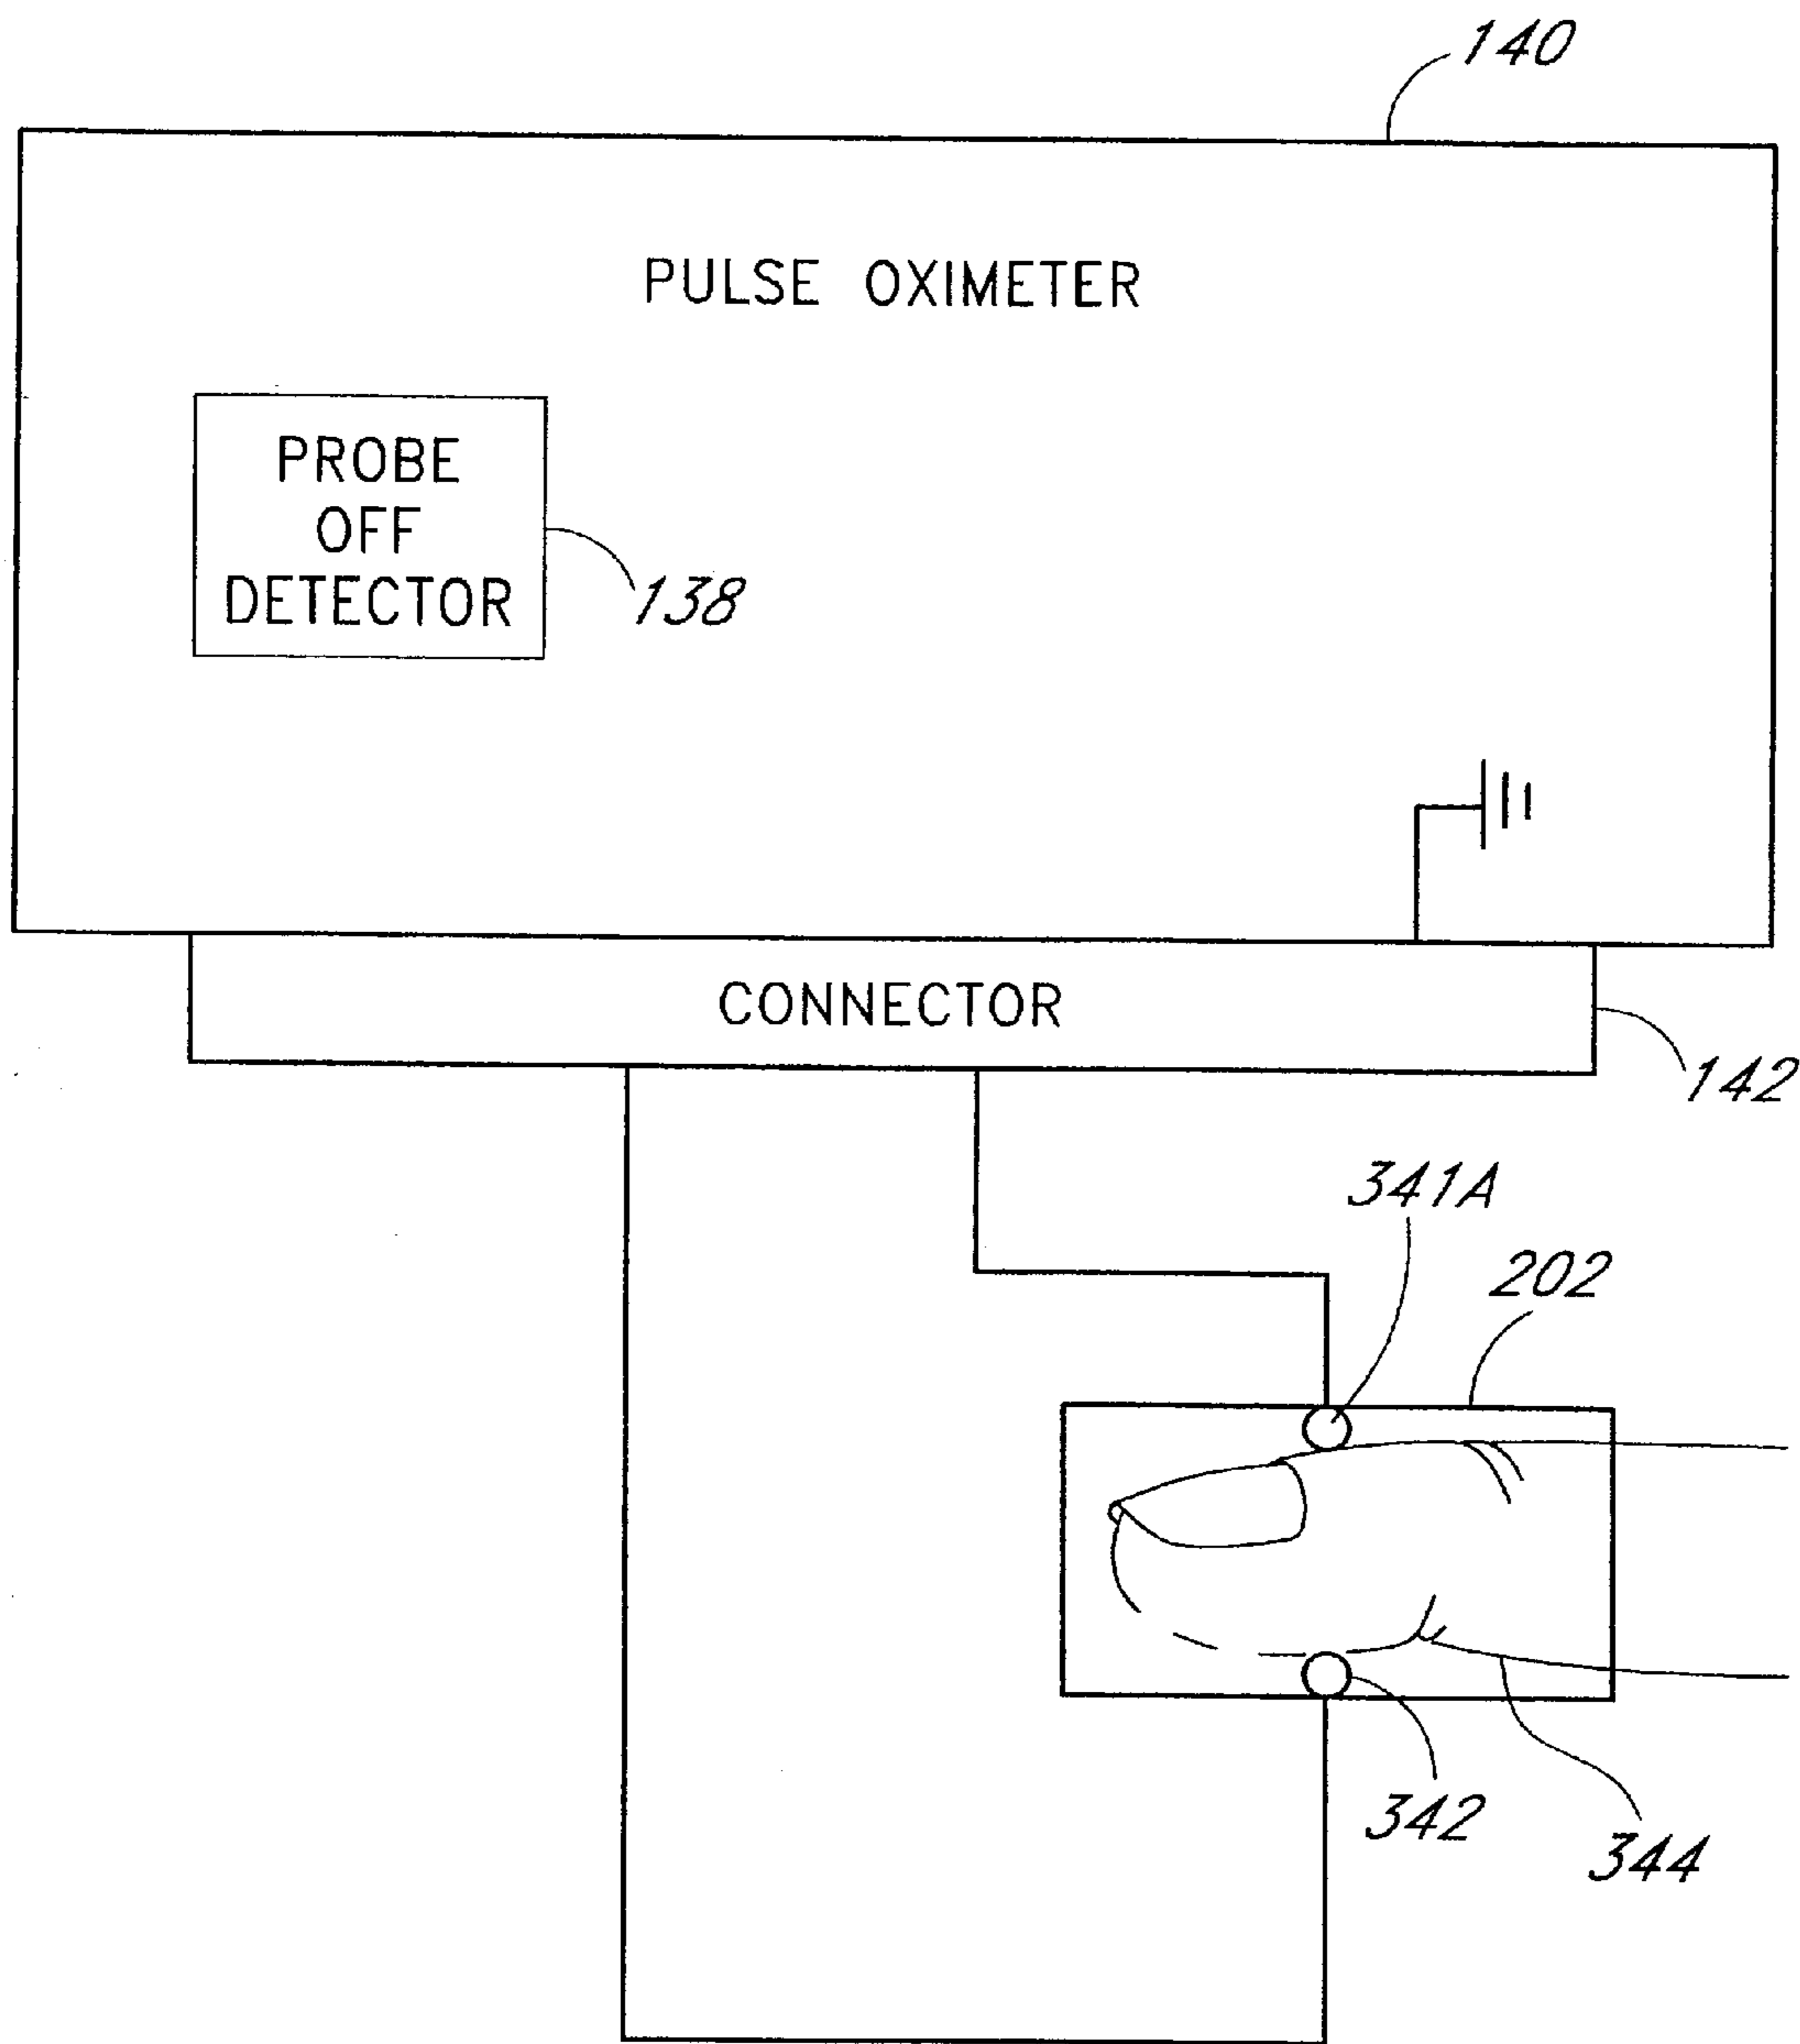 140
PULSE OXIMETER
PROBE
OFF
DETECTOR
138
CONNECTOR
142
341A
202
342
344